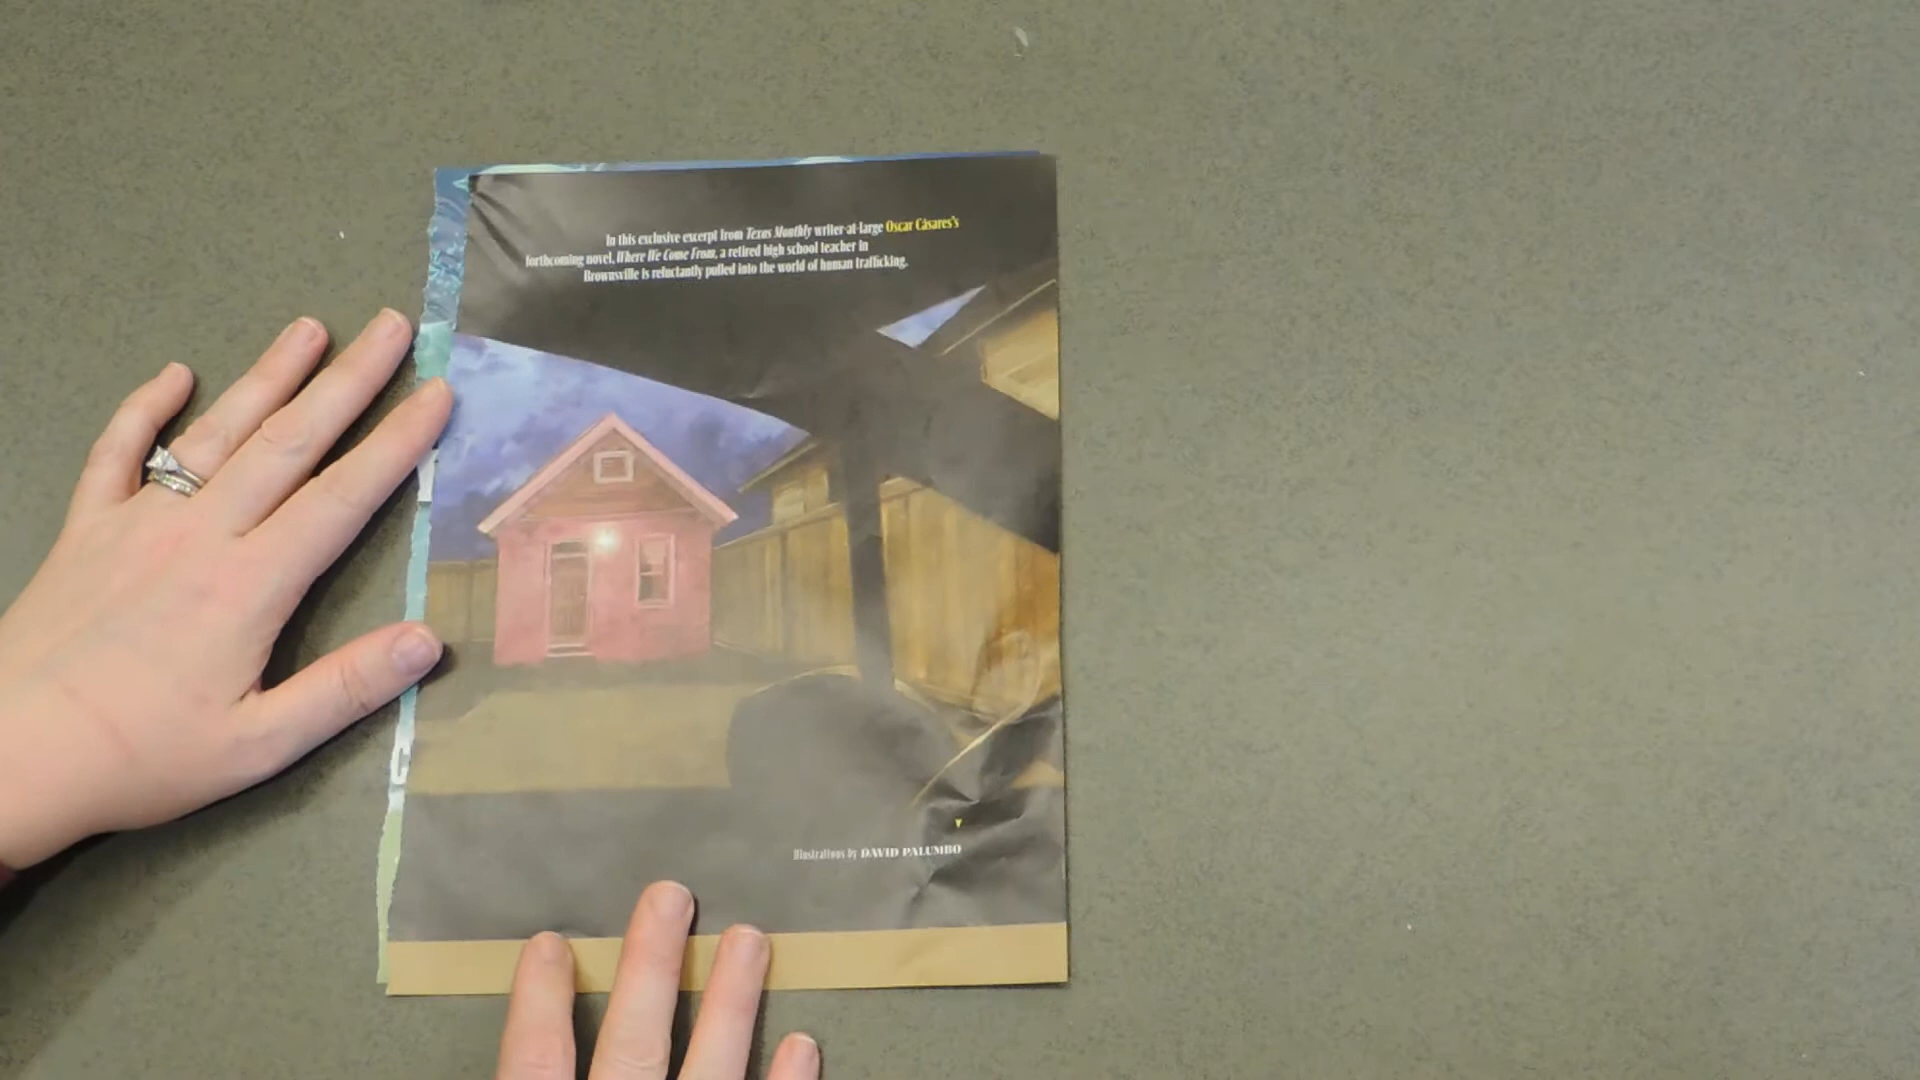 In this exclusive excerpt from Texas Monthly writer-at-large Oscar Cásares's
forthcoming novel, Where We Come From, a retired high school teacher in
Brownsville is reluctantly pulled into the world of human trafficking.
Illustrations by DAVID PALUMBO